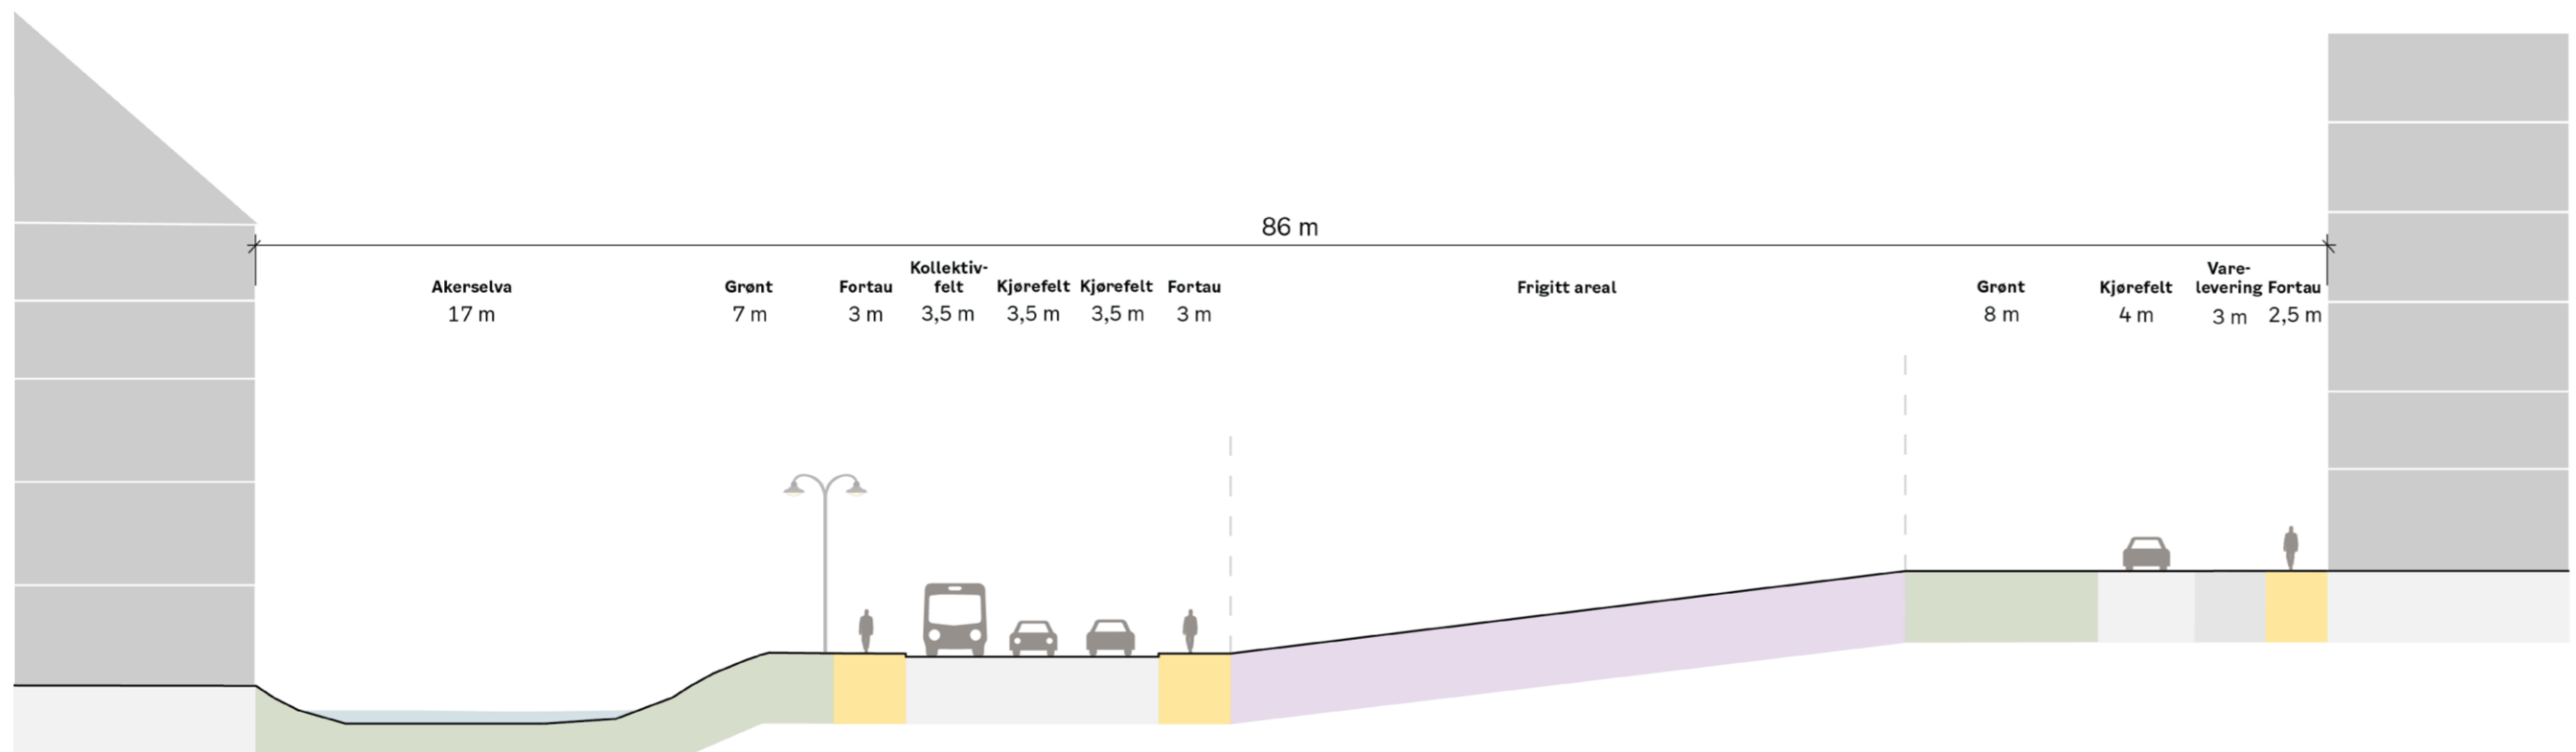 86 m
Akerselva
17 m
Grønt
7 m
Fortau
3 m
Kollektiv-
felt
3,5 m
Kjørefelt
3,5 m
Kjørefelt
3,5 m
Fortau
3 m
Frigitt areal
Grønt
8 m
Kjørefelt
4 m
Vare-
levering
3 m
Fortau
2,5 m